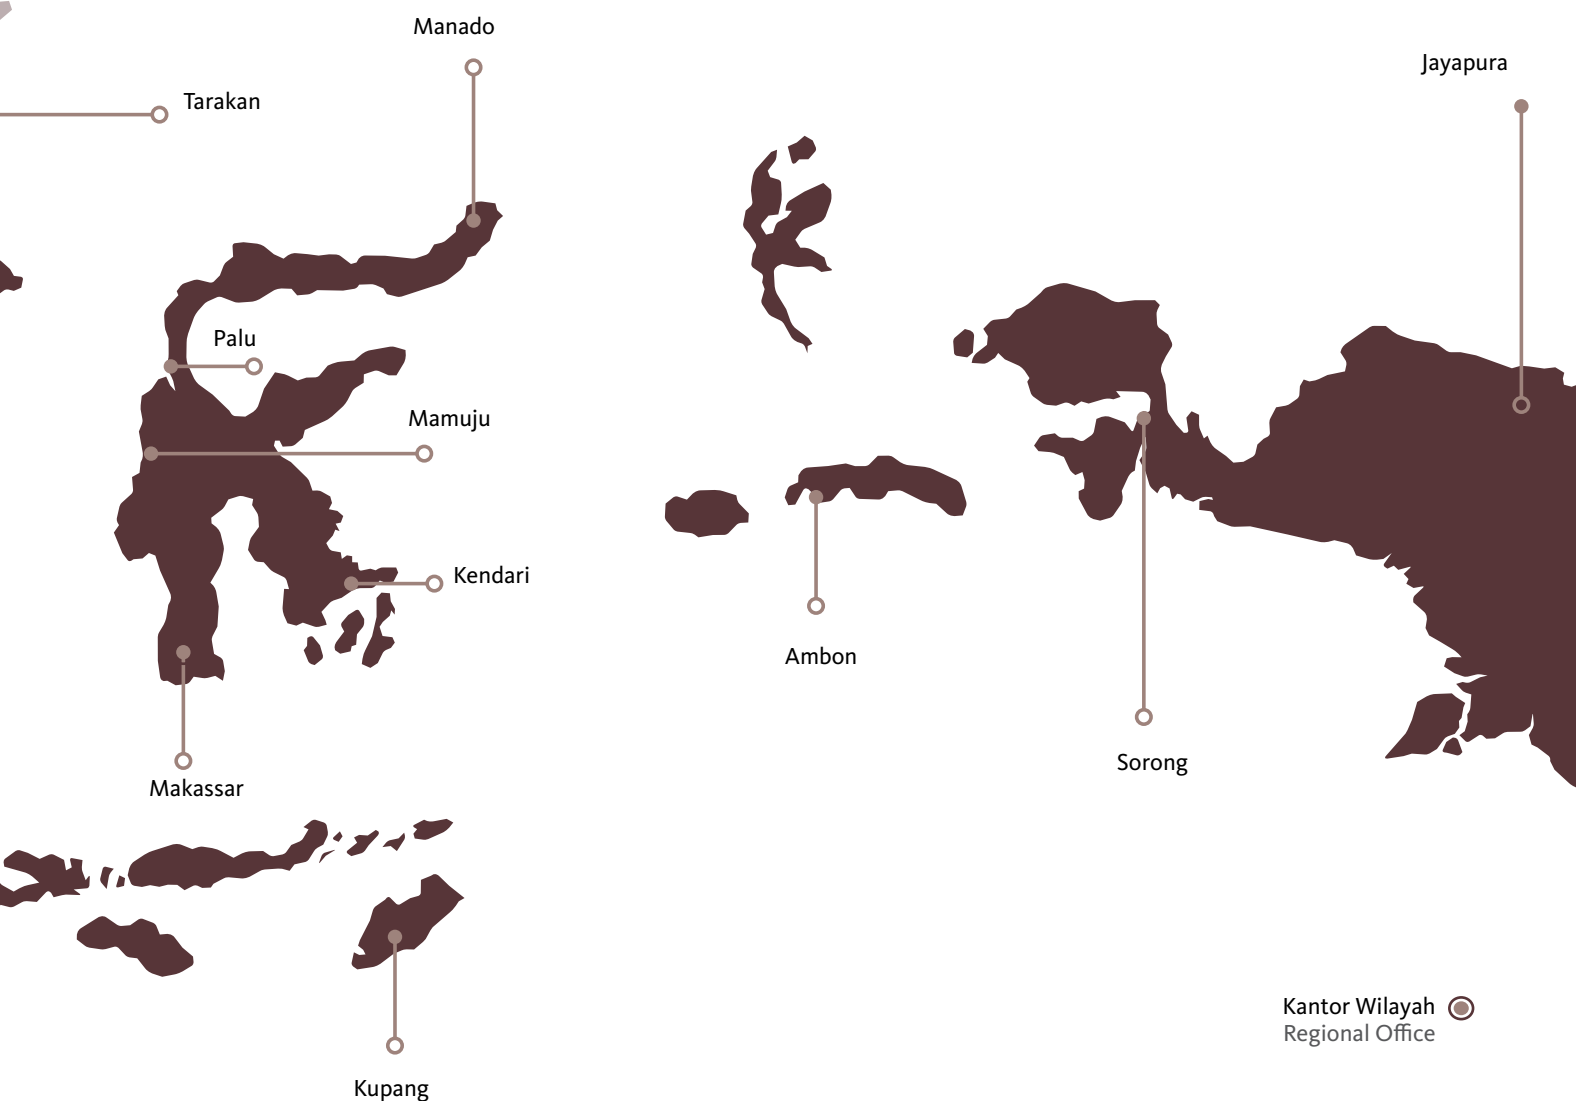 Manado
Jayapura
Tarakan
Palu
Mamuju
Kendari
Ambon
Sorong
Makassar
Kantor Wilayah
Regional Office
Kupang